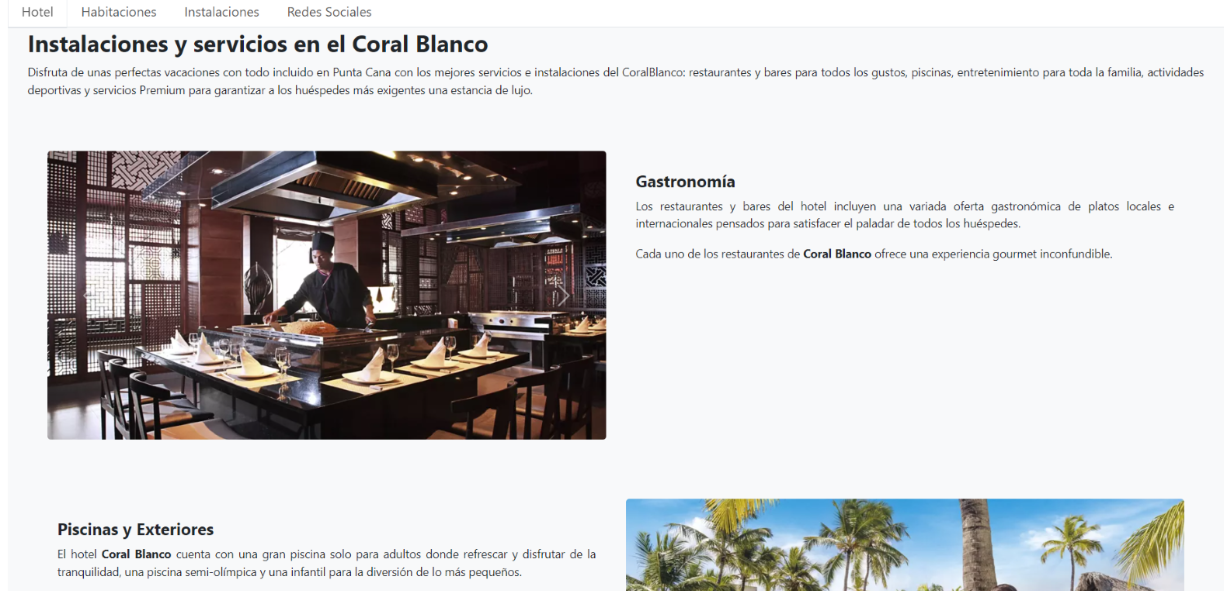 Hotel Habitaciones Instalaciones Redes Sociales
Instalaciones y servicios en el Coral Blanco
Disfruta de unas perfectas vacaciones con todo incluido en Punta Cana con los mejores servicios e instalaciones del CoralBlanco: restaurantes y bares para todos los gustos, piscinas, entretenimiento para toda la familia, actividades
deportivas y servicios Premium para garantizar a los huéspedes más exigentes una estancia de lujo.
Gastronomía
Los restaurantes y bares del hotel incluyen una variada oferta gastronómica de platos locales e
internacionales pensados para satisfacer el paladar de todos los huéspedes.
Cada uno de los restaurantes de Coral Blanco ofrece una experiencia gourmet inconfundible.
Piscinas y Exteriores
El hotel Coral Blanco cuenta con una gran piscina solo para adultos donde refrescar y disfrutar de la
tranquilidad, una piscina semi-olímpica y una infantil para la diversión de lo más pequeños.